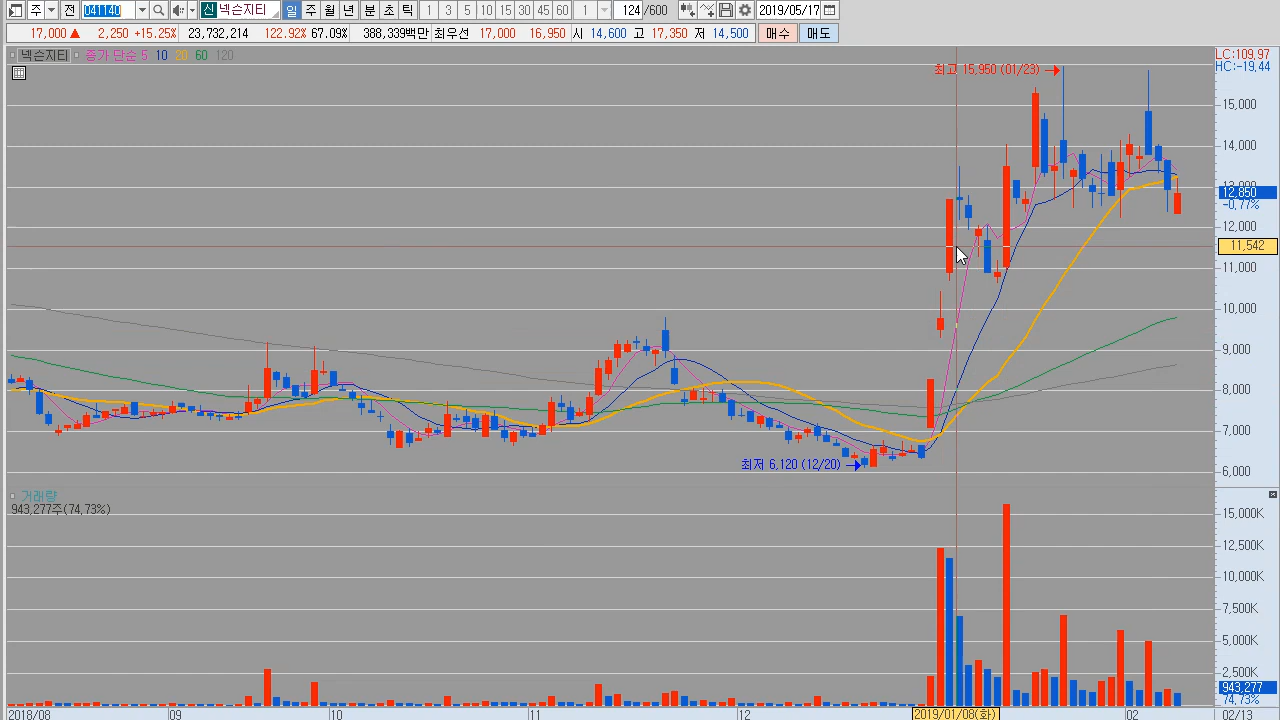 주 전 041140 신 넥슨지티 일 주 월 년 분 초 틱 1 3 5 10 15 30 45 60 1 124 /600 2019/05/17
17,000 ▲ 2,250 +15.25% 23,732,214 122.92% 67.09% 388,339백만 최우선 17,000 16,950 시 14,600 고 17,350 저 14,500 매수 매도
넥슨지티 종가 단순 5 10 20 60 120
LC:109.97
HC:-19.44
최고 15,950 (01/23)
15,000
14,000
13,000
12,850
-0.77%
12,000
11,542
11,000
10,000
9,000
8,000
7,000
최저 6,120 (12/20)
6,000
거래량
943,277주(74.73%)
15,000K
12,500K
10,000K
7,500K
5,000K
2,500K
943,277
74.73%
2018/08 09 10 11 12 2019/01/08(화) 02 02/13